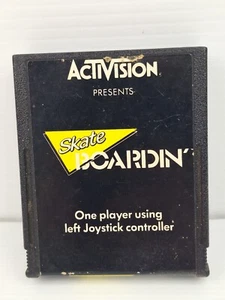 ACTIVISION
PRESENTS
Skate
BOARDIN'
One player using
left Joystick controller